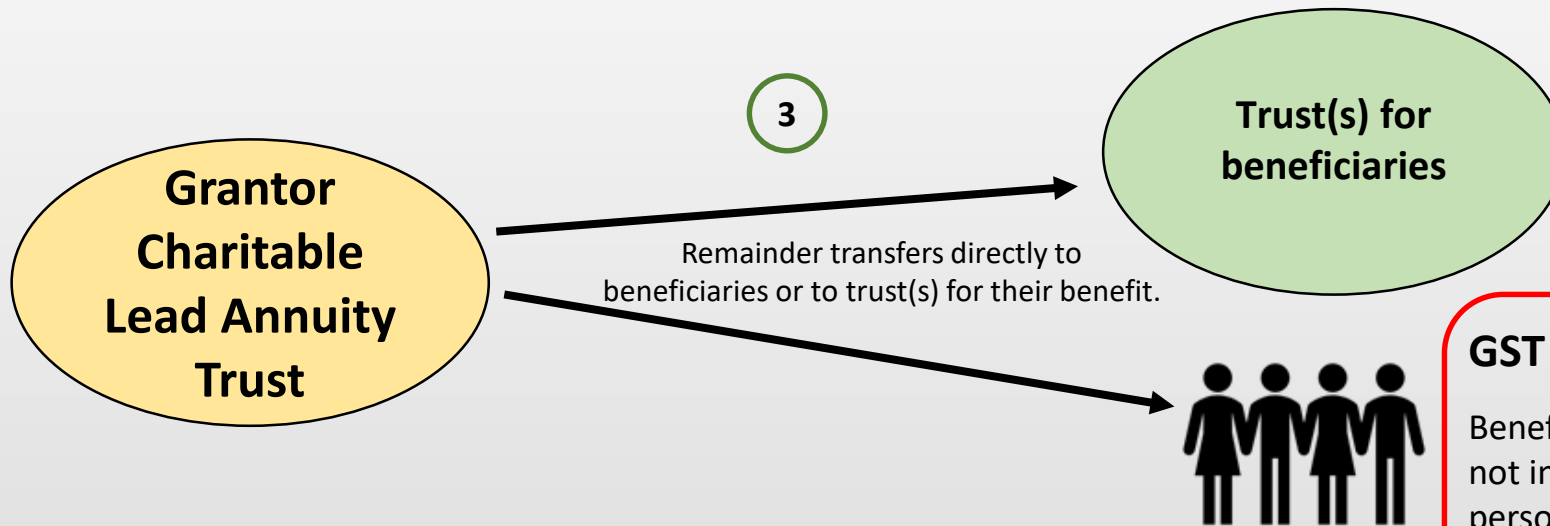 3
Trust(s) for
beneficiaries
Grantor
Charitable
Lead Annuity
Trust
Remainder transfers directly to
beneficiaries or to trust(s) for their benefit.
GST
not